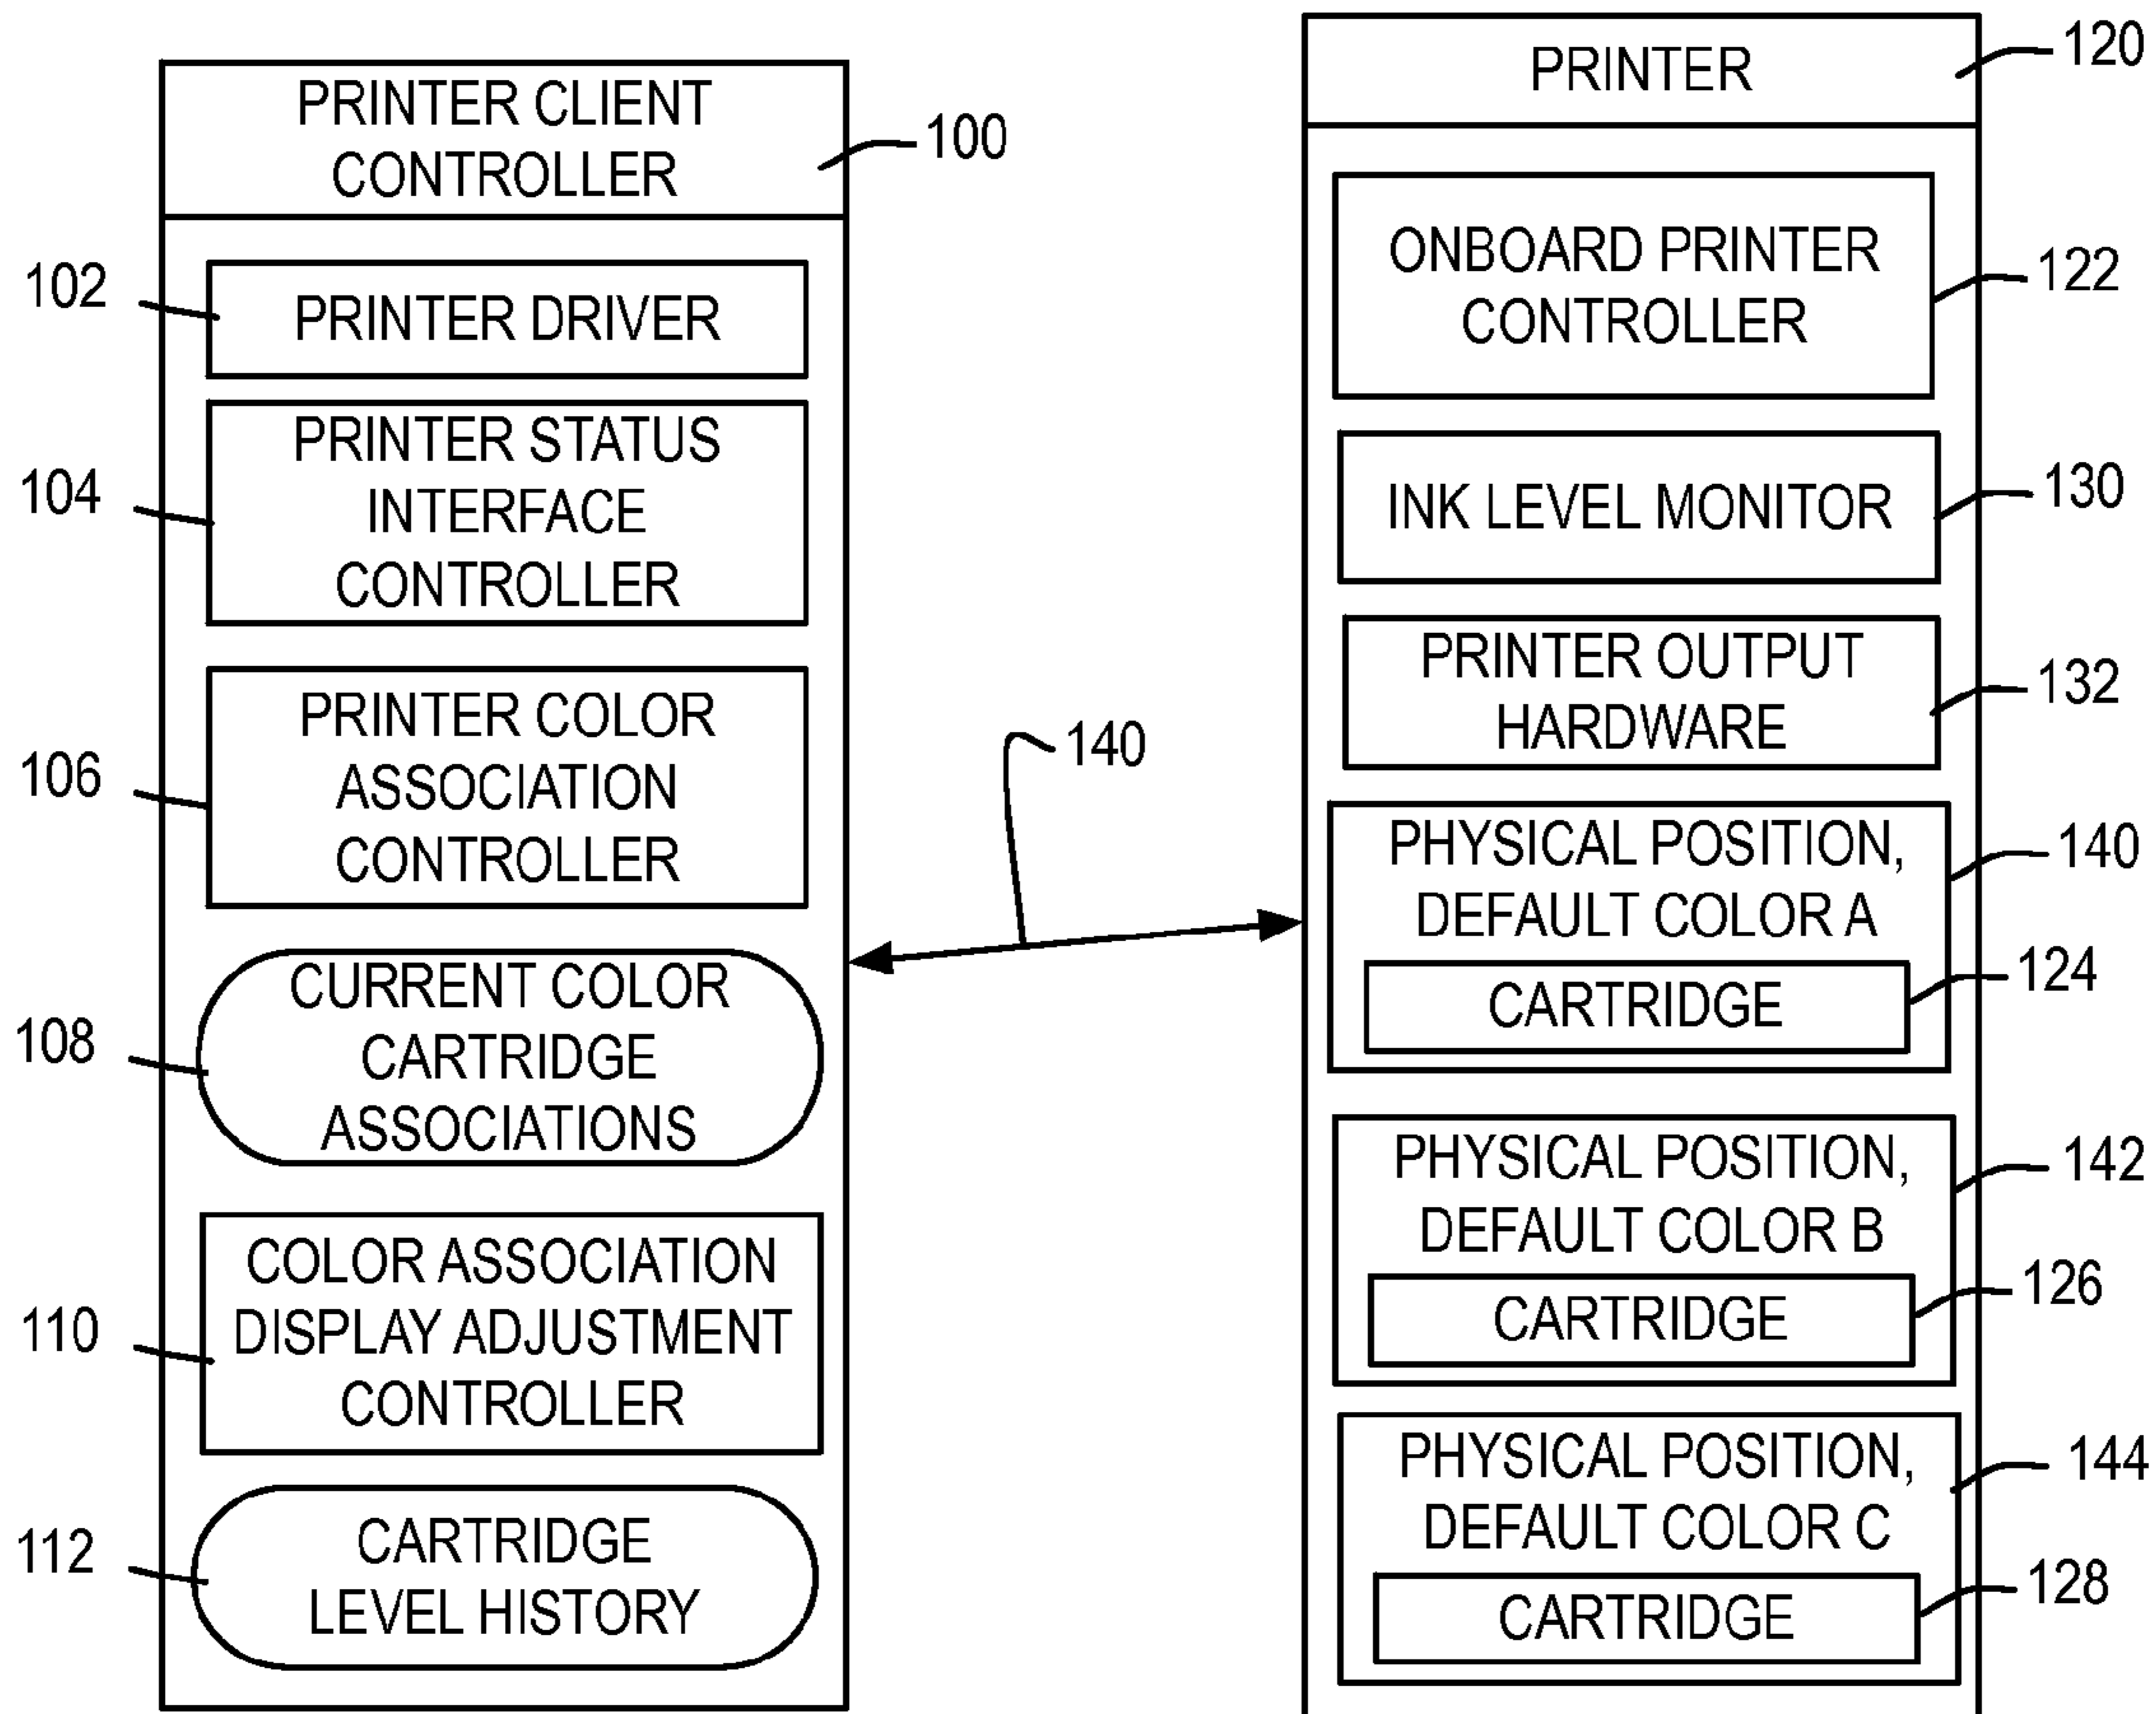 PRINTER CLIENT
CONTROLLER
100
102
PRINTER DRIVER
104
PRINTER STATUS
INTERFACE
CONTROLLER
106
PRINTER COLOR
ASSOCIATION
CONTROLLER
108
CURRENT COLOR
CARTRIDGE
ASSOCIATIONS
110
COLOR ASSOCIATION
DISPLAY ADJUSTMENT
CONTROLLER
112
CARTRIDGE
LEVEL HISTORY
140
PRINTER
120
ONBOARD PRINTER
CONTROLLER
122
INK LEVEL MONITOR
130
PRINTER OUTPUT
HARDWARE
132
PHYSICAL POSITION,
DEFAULT COLOR A
140
CARTRIDGE
124
PHYSICAL POSITION,
DEFAULT COLOR B
142
CARTRIDGE
126
PHYSICAL POSITION,
DEFAULT COLOR C
144
CARTRIDGE
128